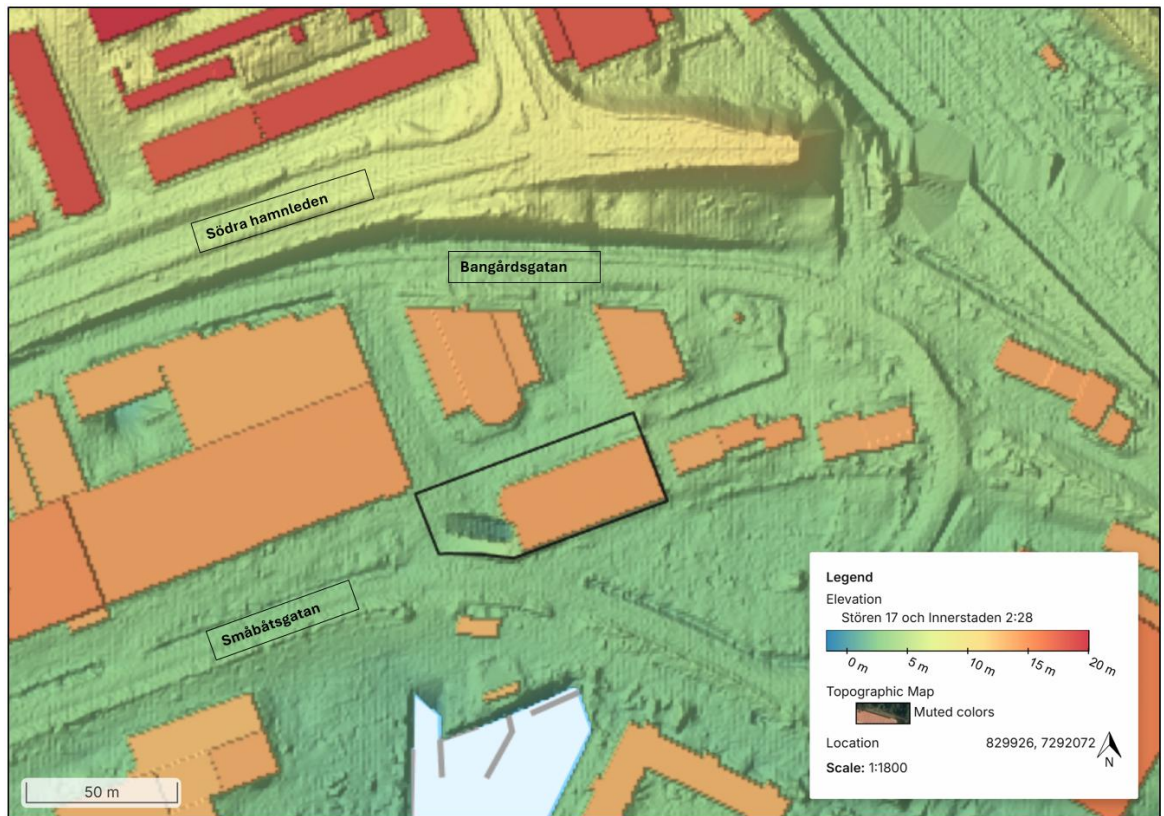 Södra hamnleden
Bangårdsgatan
Småbåtsgatan
Legend
Elevation
Stören 17 och Innerstaden 2:28
0 m 5 m 10 m 15 m 20 m
Topographic Map
Muted colors
Location 829926, 7292072
Scale: 1:1800
N
50 m